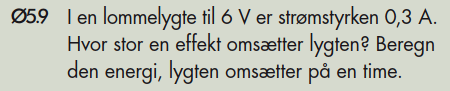 Ø5.9 I en lommelygte til 6 V er strømstyrken 0,3 A.
Hvor stor en effekt omsætter lygten? Beregn
den energi, lygten omsætter på en time.